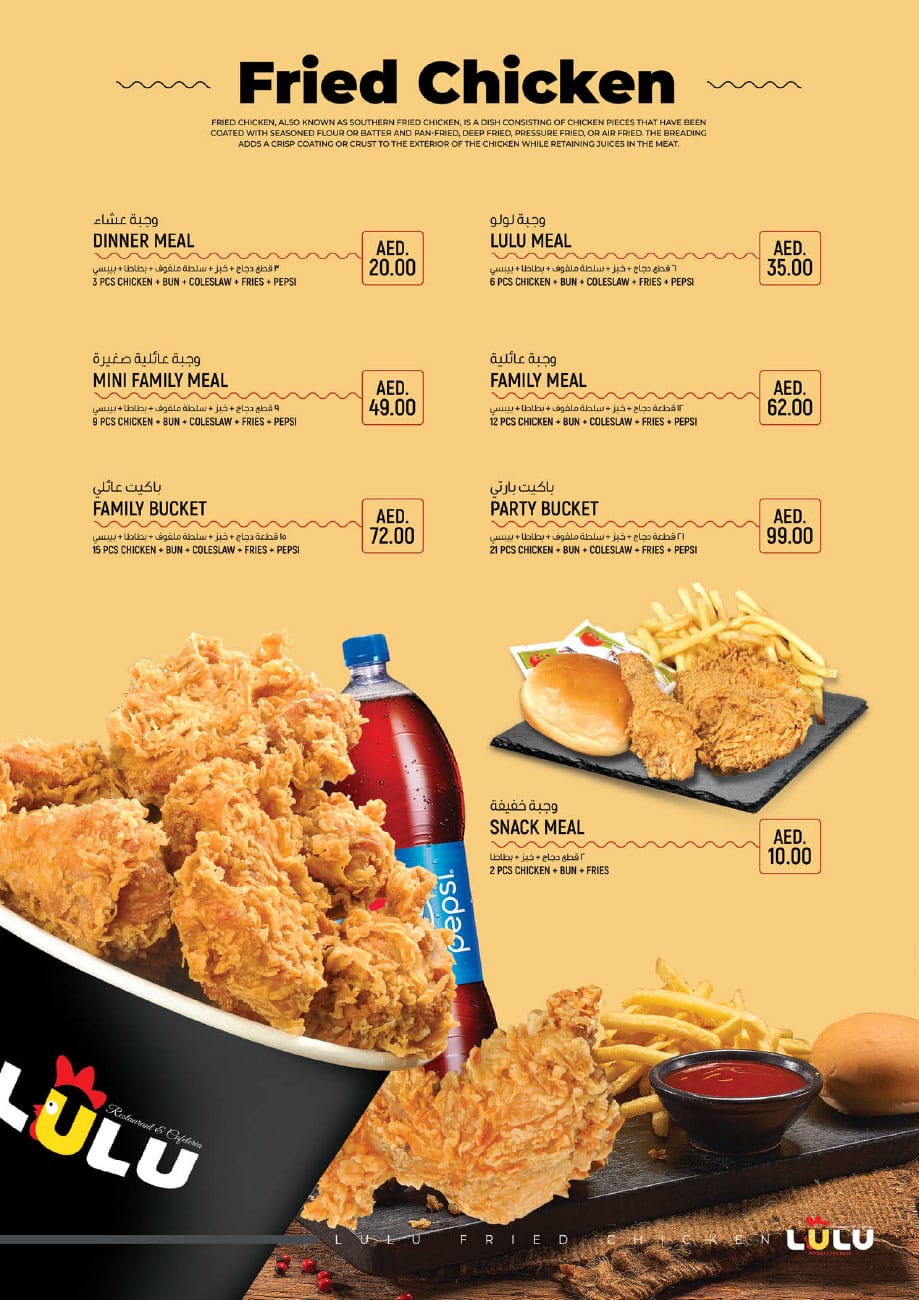 Fried Chicken
FRIED CHICKEN, ALSO KNOWN AS SOUTHERN FRIED CHICKEN, IS A DISH CONSISTING OF CHICKEN PIECES THAT HAVE BEEN
COATED WITH SEASONED FLOUR OR BATTER AND PAN-FRIED, DEEP FRIED, PRESSURE FRIED, OR AIR FRIED. THE BREADING
ADDS A CRISP COATING OR CRUST TO THE EXTERIOR OF THE CHICKEN WHILE RETAINING JUICES IN THE MEAT.
وجبة عشاء
DINNER MEAL
AED.
20.00
٣ قطع دجاج + خبز + سلطة ملفوف + بطاطا + بيبسي
3 PCS CHICKEN + BUN + COLESLAW + FRIES + PEPSI
وجبة لولو
LULU MEAL
AED.
35.00
٦ قطع دجاج + خبز + سلطة ملفوف + بطاطا + بيبسي
6 PCS CHICKEN + BUN + COLESLAW + FRIES + PEPSI
وجبة عائلية صغيرة
MINI FAMILY MEAL
AED.
49.00
٩ قطع دجاج + خبز + سلطة ملفوف + بطاطا + بيبسي
9 PCS CHICKEN + BUN + COLESLAW + FRIES + PEPSI
وجبة عائلية
FAMILY MEAL
AED.
62.00
١٢ قطعة دجاج + خبز + سلطة ملفوف + بطاطا + بيبسي
12 PCS CHICKEN + BUN + COLESLAW + FRIES + PEPSI
باكيت عائلي
FAMILY BUCKET
AED.
72.00
١٥ قطعة دجاج + خبز + سلطة ملفوف + بطاطا + بيبسي
15 PCS CHICKEN + BUN + COLESLAW + FRIES + PEPSI
باكيت بارتي
PARTY BUCKET
AED.
99.00
٢١ قطعة دجاج + خبز + سلطة ملفوف + بطاطا + بيبسي
21 PCS CHICKEN + BUN + COLESLAW + FRIES + PEPSI
وجبة خفيفة
SNACK MEAL
AED.
10.00
٢ قطع دجاج + خبز + بطاطا
2 PCS CHICKEN + BUN + FRIES
pepsi
LULU
Restaurant & Cafeteria
LULU FRIED CHICKEN
LULU